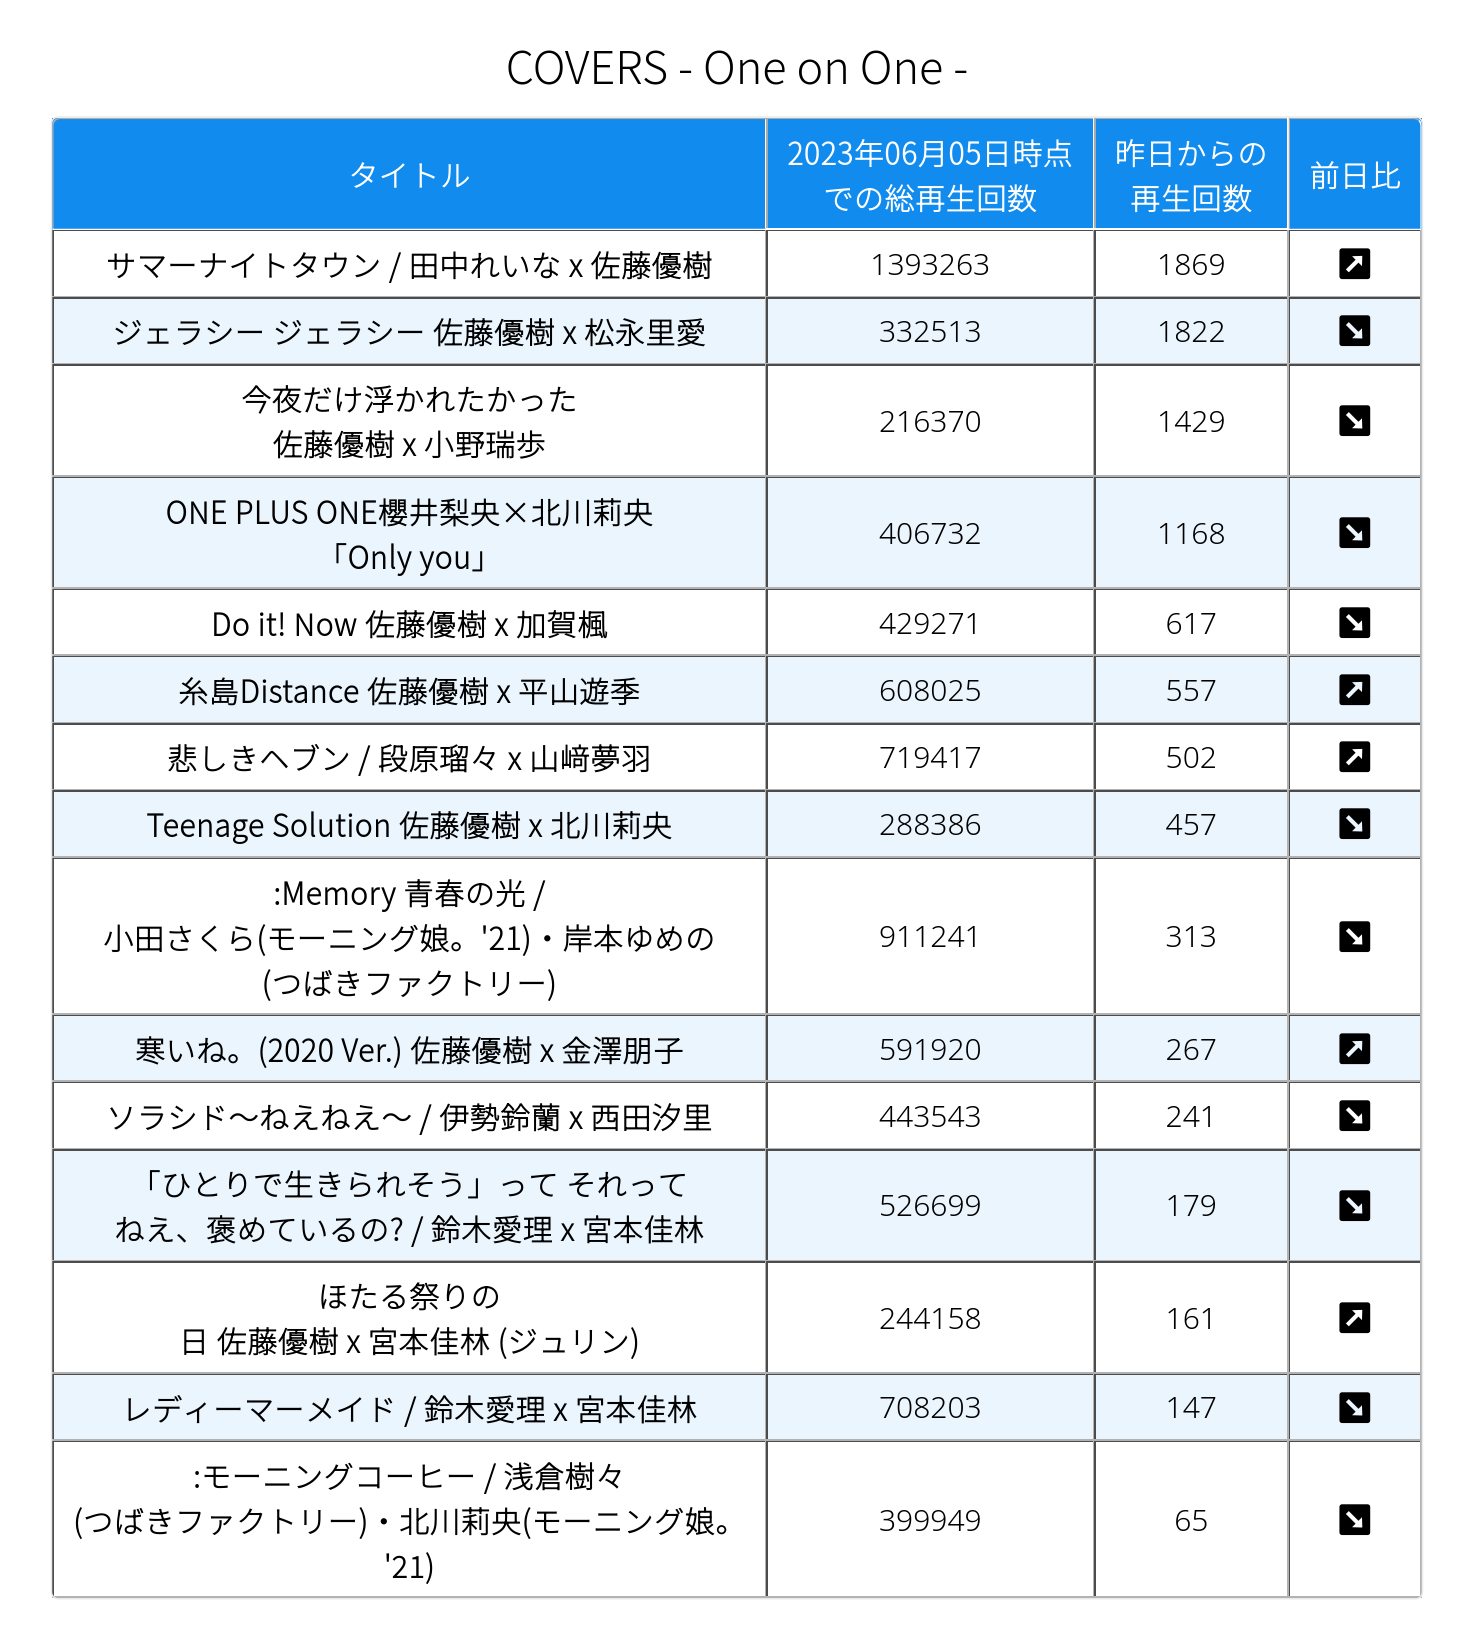 COVERS - One on One -
タイトル
2023年06月05日時点
での総再生回数
昨日からの
再生回数
前日比
サマーナイトタウン / 田中れいな x 佐藤優樹
1393263
1869
ジェラシー ジェラシー 佐藤優樹 x 松永里愛
332513
1822
今夜だけ浮かれたかった
佐藤優樹 x 小野瑞歩
216370
1429
ONE PLUS ONE櫻井梨央×北川莉央
「Only you」
406732
1168
Do it! Now 佐藤優樹 x 加賀楓
429271
617
糸島Distance 佐藤優樹 x 平山遊季
608025
557
悲しきヘブン / 段原瑠々 x 山﨑夢羽
719417
502
Teenage Solution 佐藤優樹 x 北川莉央
288386
457
:Memory 青春の光 /
小田さくら(モーニング娘。'21)・岸本ゆめの
(つばきファクトリー)
911241
313
寒いね。(2020 Ver.) 佐藤優樹 x 金澤朋子
591920
267
ソラシド〜ねえねえ〜 / 伊勢鈴蘭 x 西田汐里
443543
241
「ひとりで生きられそう」って それって
ねえ、褒めているの? / 鈴木愛理 x 宮本佳林
526699
179
ほたる祭りの
日 佐藤優樹 x 宮本佳林 (ジュリン)
244158
161
レディーマーメイド / 鈴木愛理 x 宮本佳林
708203
147
:モーニングコーヒー / 浅倉樹々
(つばきファクトリー)・北川莉央(モーニング娘。
'21)
399949
65